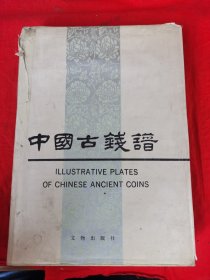 中國古錢譜
ILLUSTRATIVE PLATES
OF CHINESE ANCIENT COINS
文物出版社